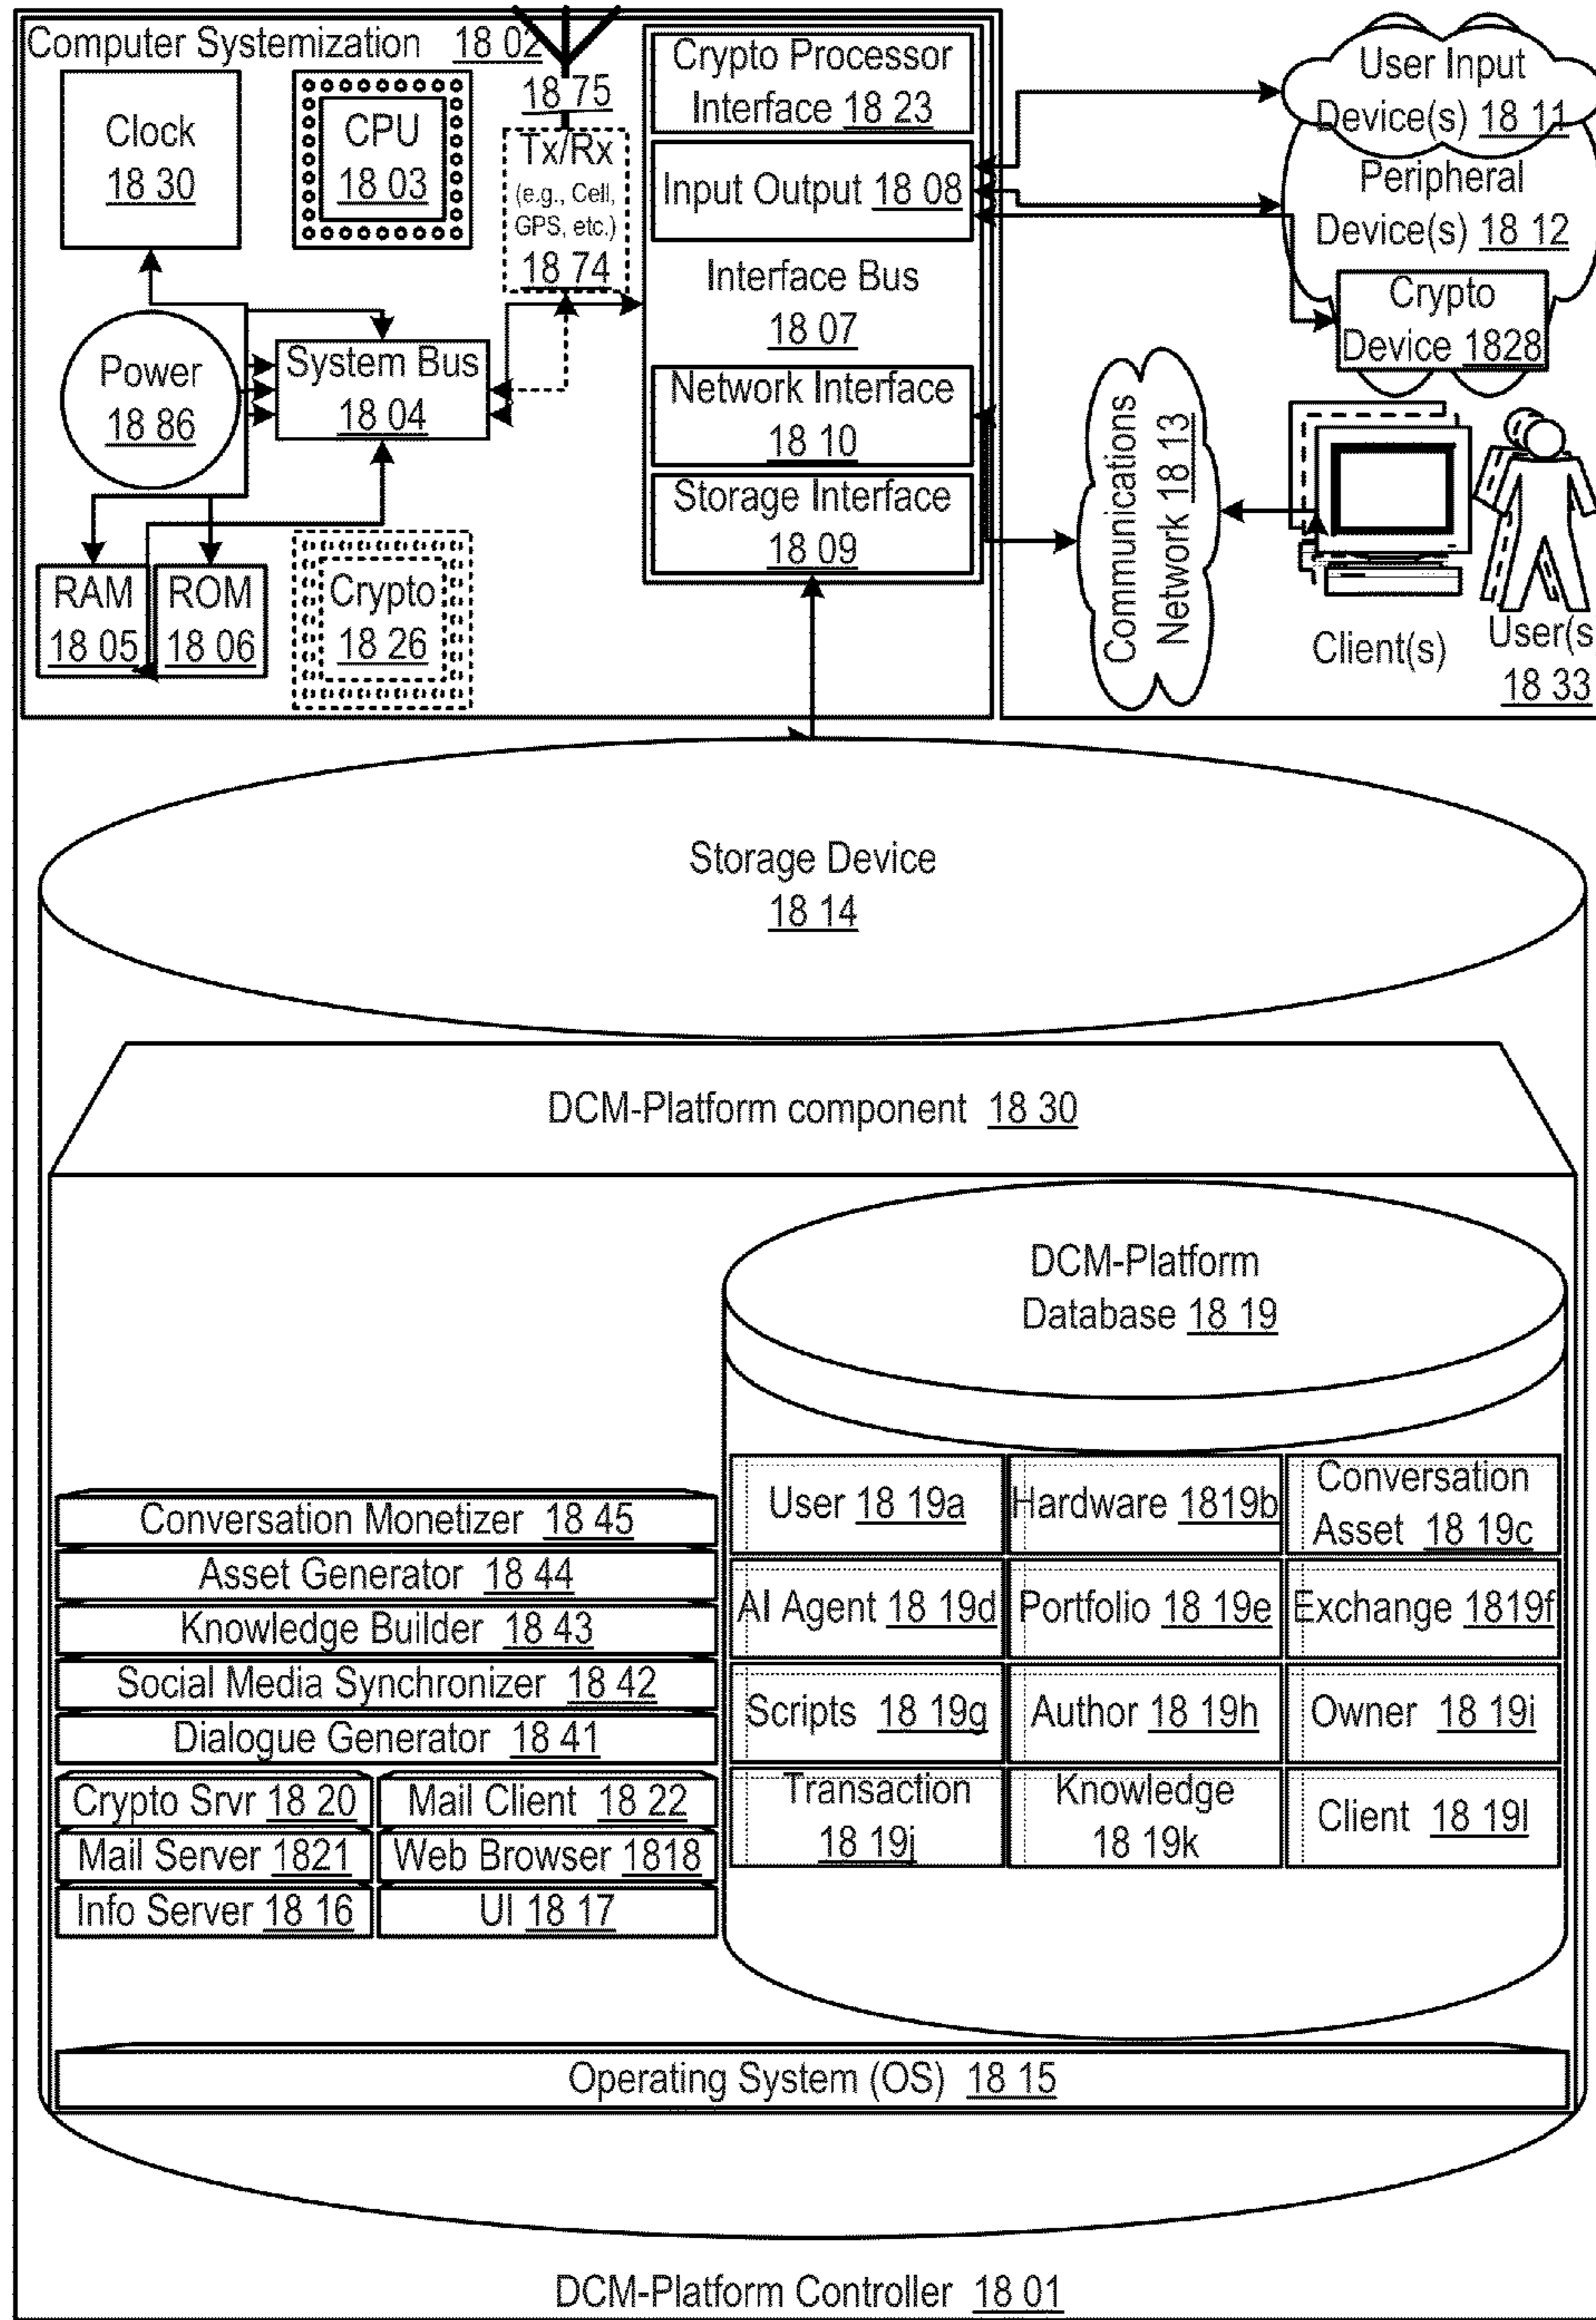 Computer Systemization 18 02
Clock
18 30
CPU
18 03
18 75
Tx/Rx
(e.g., Cell,
GPS, etc.)
18 74
Power
18 86
System Bus
18 04
RAM
18 05
ROM
18 06
Crypto
18 26
Crypto Processor
Interface 18 23
Input Output 18 08
Interface Bus
18 07
Network Interface
18 10
Storage Interface
18 09
User Input
Device(s) 18 11
Peripheral
Device(s) 18 12
Crypto
Device 1828
Communications
Network 18 13
Client(s)
User(s
18 33
Storage Device
18 14
DCM-Platform component 18 30
DCM-Platform
Database 18 19
Conversation Monetizer 18 45
Asset Generator 18 44
Knowledge Builder 18 43
Social Media Synchronizer 18 42
Dialogue Generator 18 41
Crypto Srvr 18 20
Mail Client 18 22
Mail Server 1821
Web Browser 1818
Info Server 18 16
UI 18 17
User 18 19a
Hardware 1819b
Conversation
Asset 18 19c
AI Agent 18 19d
Portfolio 18 19e
Exchange 1819f
Scripts 18 19g
Author 18 19h
Owner 18 19i
Transaction
18 19j
Knowledge
18 19k
Client 18 19l
Operating System (OS) 18 15
DCM-Platform Controller 18 01